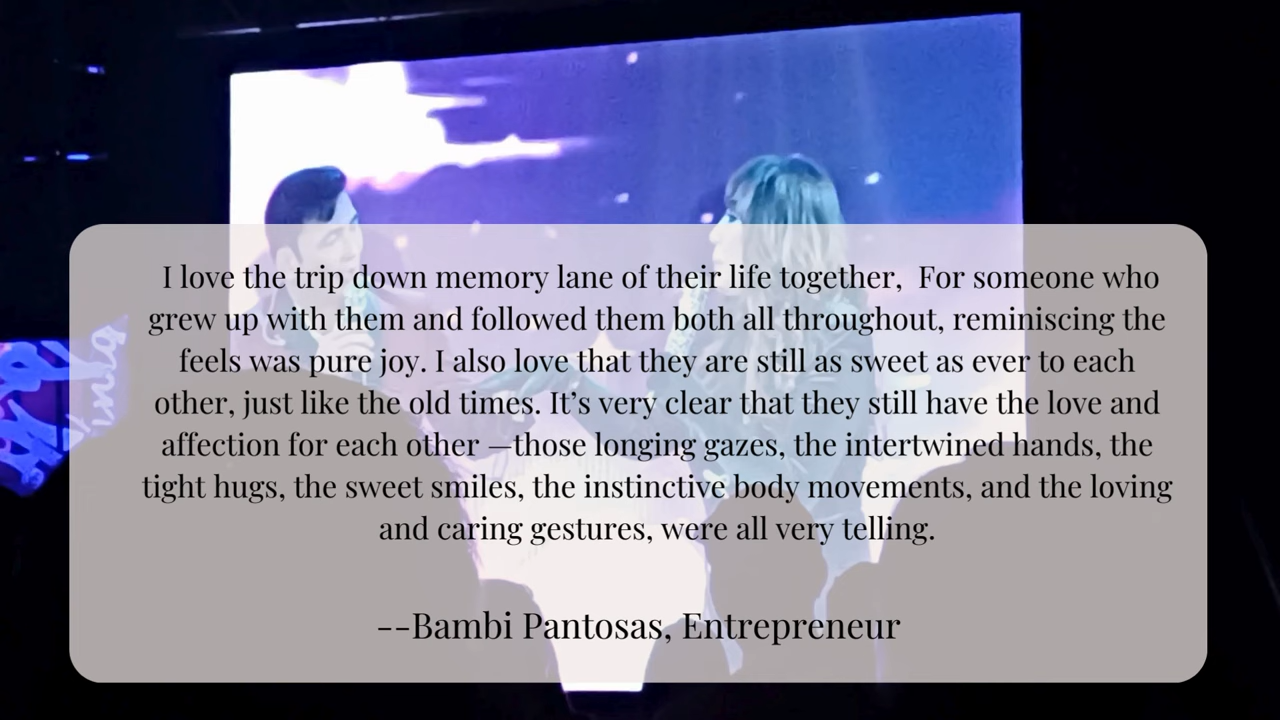 I love the trip down memory lane of their life together,  For someone who
grew up with them and followed them both all throughout, reminiscing the
feels was pure joy. I also love that they are still as sweet as ever to each
other, just like the old times. It’s very clear that they still have the love and
affection for each other —those longing gazes, the intertwined hands, the
tight hugs, the sweet smiles, the instinctive body movements, and the loving
and caring gestures, were all very telling.
--Bambi Pantosas, Entrepreneur